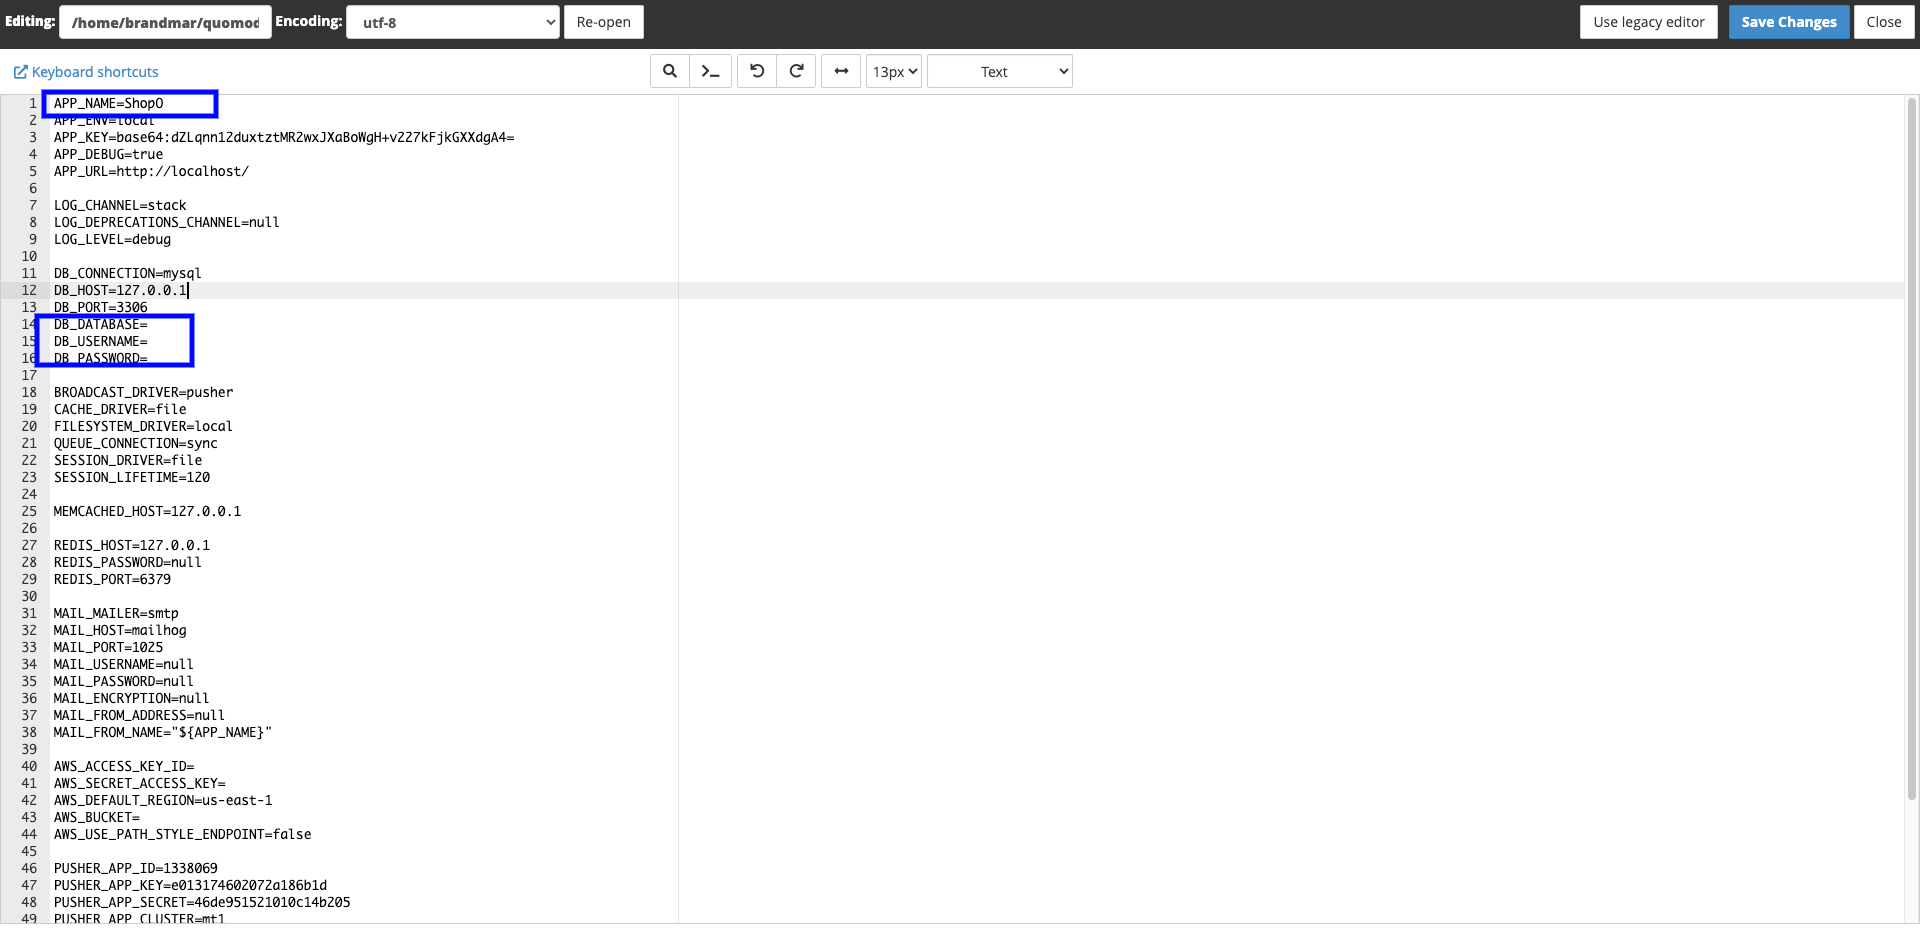 Editing: /home/brandmar/quomod Encoding: utf-8 Re-open Use legacy editor Save Changes Close
Keyboard shortcuts 13px Text
1 APP_NAME=ShopO
2 APP_ENV=local
3 APP_KEY=base64:dZLqnn12duxtztMR2wxJXaBoWgH+v227kFjkGXXdgA4=
4 APP_DEBUG=true
5 APP_URL=http://localhost/
6
7 LOG_CHANNEL=stack
8 LOG_DEPRECATIONS_CHANNEL=null
9 LOG_LEVEL=debug
10
11 DB_CONNECTION=mysql
12 DB_HOST=127.0.0.1
13 DB_PORT=3306
14 DB_DATABASE=
15 DB_USERNAME=
16 DB_PASSWORD=
17
18 BROADCAST_DRIVER=pusher
19 CACHE_DRIVER=file
20 FILESYSTEM_DRIVER=local
21 QUEUE_CONNECTION=sync
22 SESSION_DRIVER=file
23 SESSION_LIFETIME=120
24
25 MEMCACHED_HOST=127.0.0.1
26
27 REDIS_HOST=127.0.0.1
28 REDIS_PASSWORD=null
29 REDIS_PORT=6379
30
31 MAIL_MAILER=smtp
32 MAIL_HOST=mailhog
33 MAIL_PORT=1025
34 MAIL_USERNAME=null
35 MAIL_PASSWORD=null
36 MAIL_ENCRYPTION=null
37 MAIL_FROM_ADDRESS=null
38 MAIL_FROM_NAME="${APP_NAME}"
39
40 AWS_ACCESS_KEY_ID=
41 AWS_SECRET_ACCESS_KEY=
42 AWS_DEFAULT_REGION=us-east-1
43 AWS_BUCKET=
44 AWS_USE_PATH_STYLE_ENDPOINT=false
45
46 PUSHER_APP_ID=1338069
47 PUSHER_APP_KEY=e013174602072a186b1d
48 PUSHER_APP_SECRET=46de951521010c14b205
49 PUSHER_APP_CLUSTER=mt1